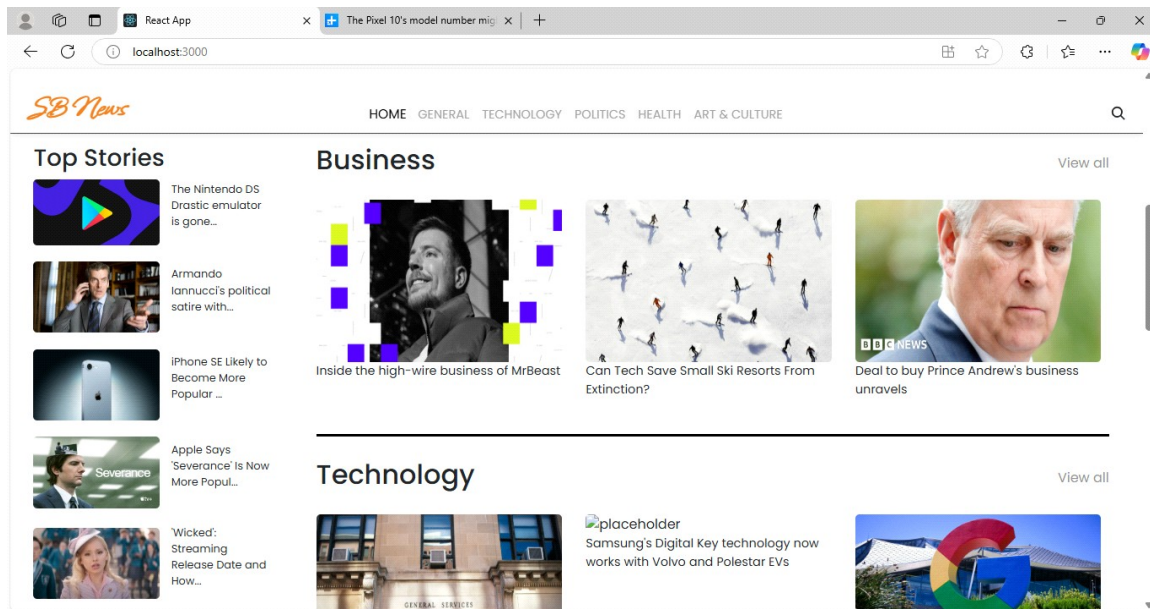 React App
The Pixel 10's model number mig
localhost:3000
SB News
HOME GENERAL TECHNOLOGY POLITICS HEALTH ART & CULTURE
Top Stories
The Nintendo DS
Drastic emulator
is gone...
Armando
Iannucci's political
satire with...
iPhone SE Likely to
Become More
Popular ...
Severance
Apple Says
'Severance' Is Now
More Popul...
'Wicked':
Streaming
Release Date and
How...
Business
View all
Inside the high-wire business of MrBeast
Can Tech Save Small Ski Resorts From
Extinction?
BBC NEWS
Deal to buy Prince Andrew's business
unravels
Technology
View all
GENERAL SERVICES
placeholder
Samsung's Digital Key technology now
works with Volvo and Polestar EVs